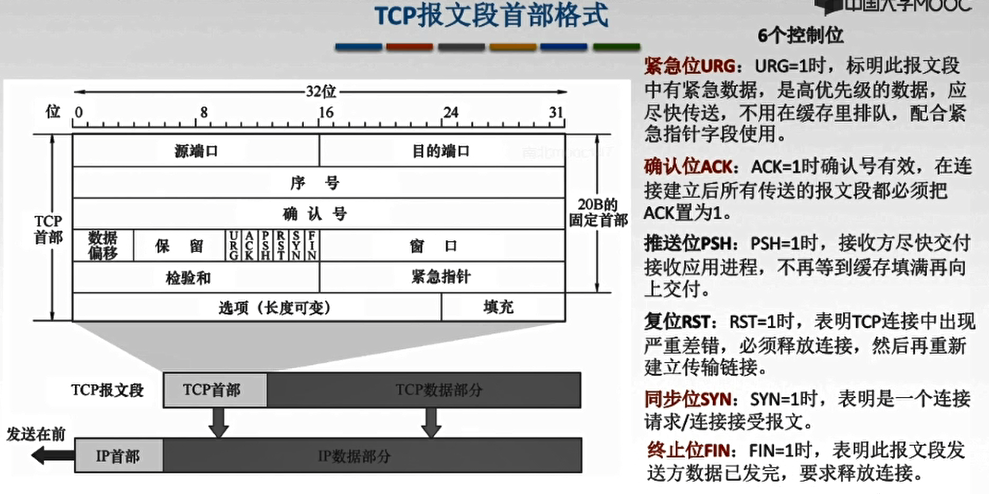 TCP报文段首部格式
中国大学MOOC
6个控制位
32位
位 0 8 16 24 31
源端口 目的端口
序 号
确 认 号
数据偏移 保 留 URG ACK PSH RST SYN FIN 窗 口
检验和 紧急指针
选项（长度可变） 填充
TCP首部
20B的固定首部
TCP报文段 TCP首部 TCP数据部分
发送在前
IP首部 IP数据部分
紧急位URG：URG=1时，标明此报文段
中有紧急数据，是高优先级的数据，应
尽快传送，不用在缓存里排队，配合紧
急指针字段使用。
确认位ACK：ACK=1时确认号有效，在连
接建立后所有传送的报文段都必须把
ACK置为1。
推送位PSH：PSH=1时，接收方尽快交付
接收应用进程，不再等到缓存填满再向
上交付。
复位RST：RST=1时，表明TCP连接中出现
严重差错，必须释放连接，然后再重新
建立传输链接。
同步位SYN：SYN=1时，表明是一个连接
请求/连接接受报文。
终止位FIN：FIN=1时，表明此报文段发
送方数据已发完，要求释放连接。